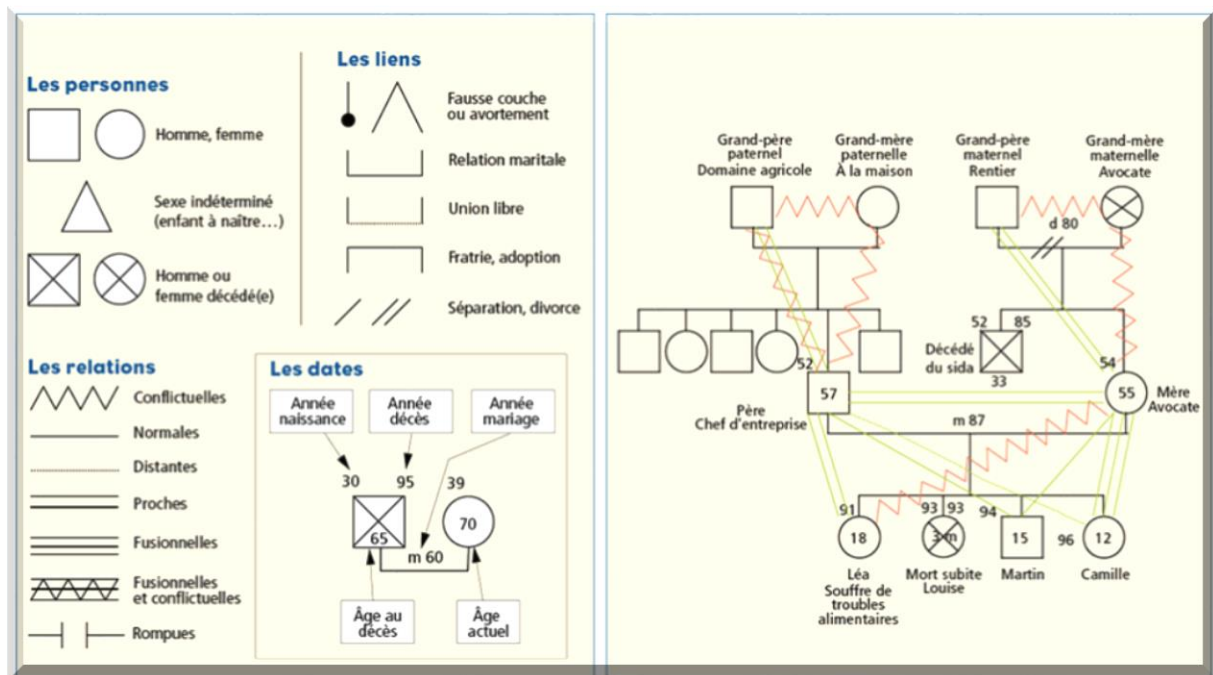 Les personnes
Homme, femme
Sexe indéterminé
(enfant à naître...)
Homme ou
femme décédé(e)
Les liens
Fausse couche
ou avortement
Relation maritale
Union libre
Fratrie, adoption
Séparation, divorce
Les relations
Conflictuelles
Normales
Distantes
Proches
Fusionnelles
Fusionnelles
et conflictuelles
Rompues
Les dates
Année
naissance
Année
décès
Année
mariage
30
95
39
65
70
m 60
Âge au
décès
Âge
actuel
Grand-père
paternel
Domaine agricole
Grand-mère
paternelle
À la maison
Grand-père
maternel
Rentier
Grand-mère
maternelle
Avocate
d 80
52
85
Décédé
du sida
33
52
57
Père
Chef d'entreprise
54
55
Mère
Avocate
m 87
91
18
Léa
Souffre de
troubles
alimentaires
93 93
3 m
Mort subite
Louise
94
15
Martin
96
12
Camille